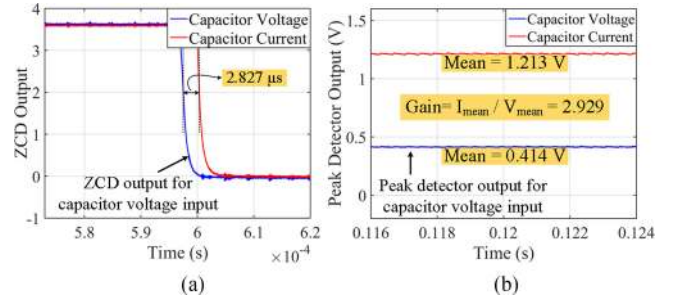 4
3
2
1
0
-1
ZCD Output
Capacitor Voltage
Capacitor Current
2.827 μs
ZCD output for
capacitor voltage input
5.8
5.9
6
6.1
6.2
×10⁻⁴
Time (s)
(a)
2
1.5
1
0.5
0
Peak Detector Output (V)
Capacitor Voltage
Capacitor Current
Mean = 1.213 V
Gain= I_mean / V_mean = 2.929
Mean = 0.414 V
Peak detector output for
capacitor voltage input
0.116
0.118
0.12
0.122
0.124
Time (s)
(b)